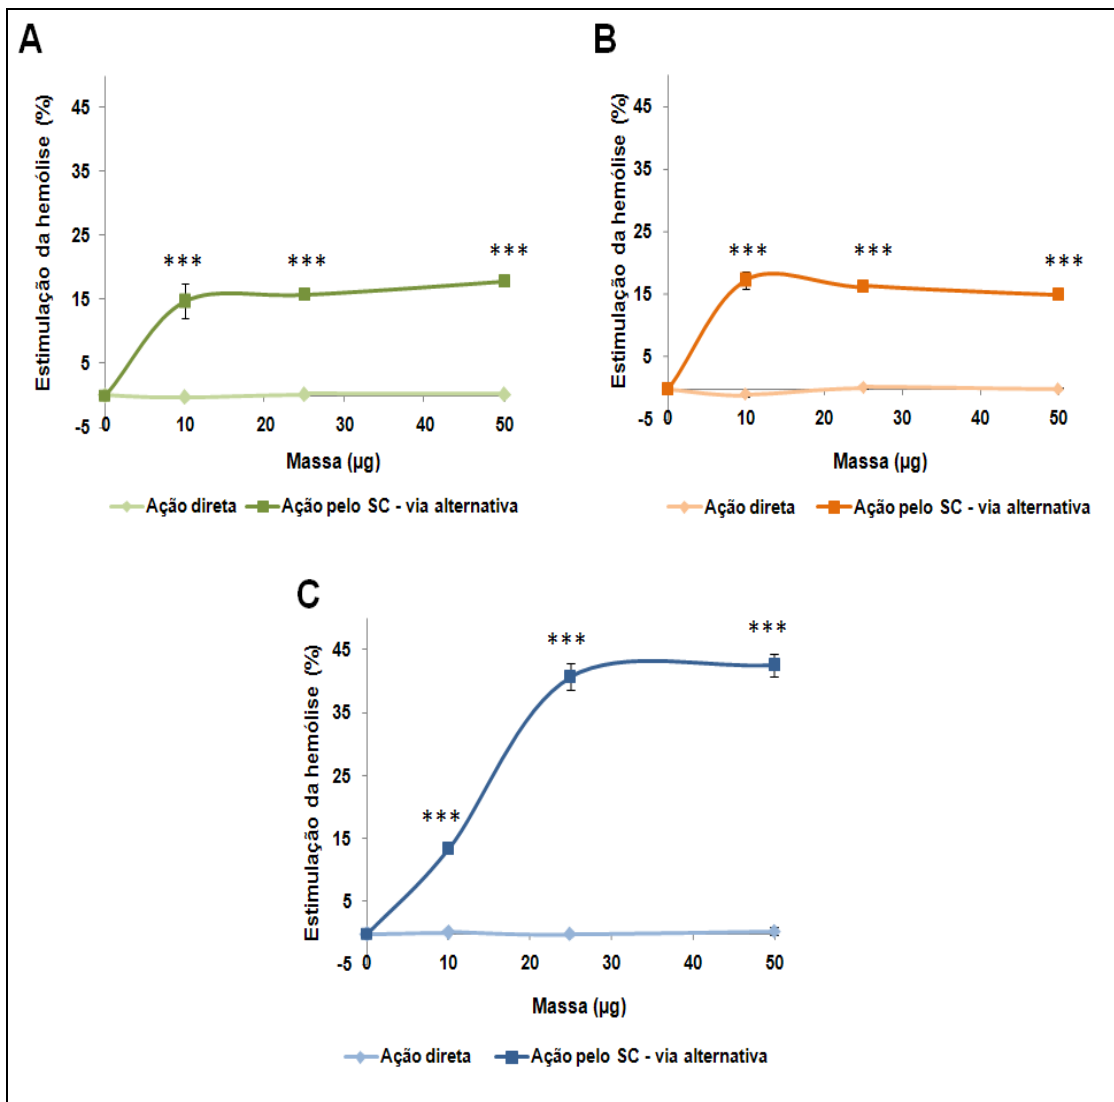 A
Estimulação da hemólise (%)
45
35
25
15
5
-5
*** *** ***
0 10 20 30 40 50
Massa (µg)
Ação direta Ação pelo SC - via alternativa
B
Estimulação da hemólise (%)
45
35
25
15
5
-5
*** *** ***
0 10 20 30 40 50
Massa (µg)
Ação direta Ação pelo SC - via alternativa
C
Estimulação da hemólise (%)
45
35
25
15
5
-5
*** *** ***
0 10 20 30 40 50
Massa (µg)
Ação direta Ação pelo SC - via alternativa